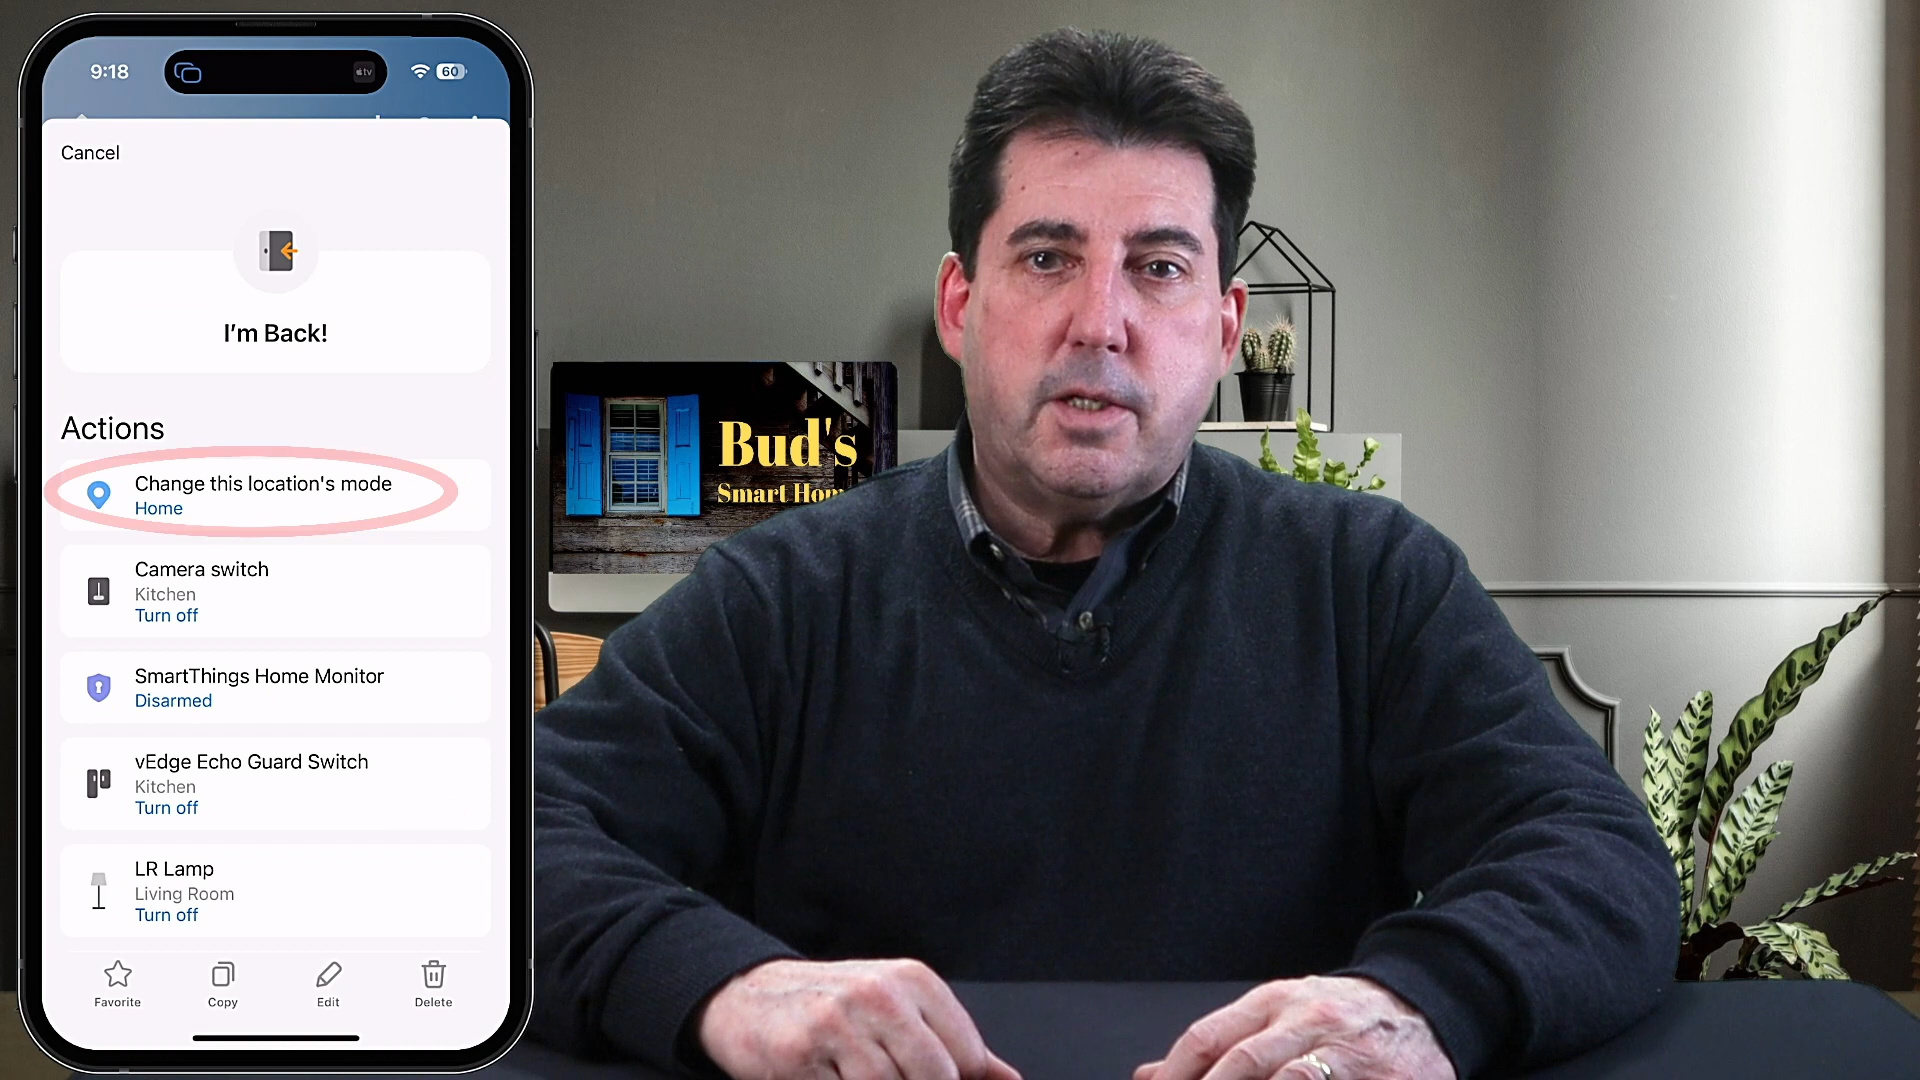 9:18
tv
60
Cancel
I'm Back!
Actions
Change this location's mode
Home
Camera switch
Kitchen
Turn off
SmartThings Home Monitor
Disarmed
vEdge Echo Guard Switch
Kitchen
Turn off
LR Lamp
Living Room
Turn off
Favorite
Copy
Edit
Delete
Bud's
Smart Hom